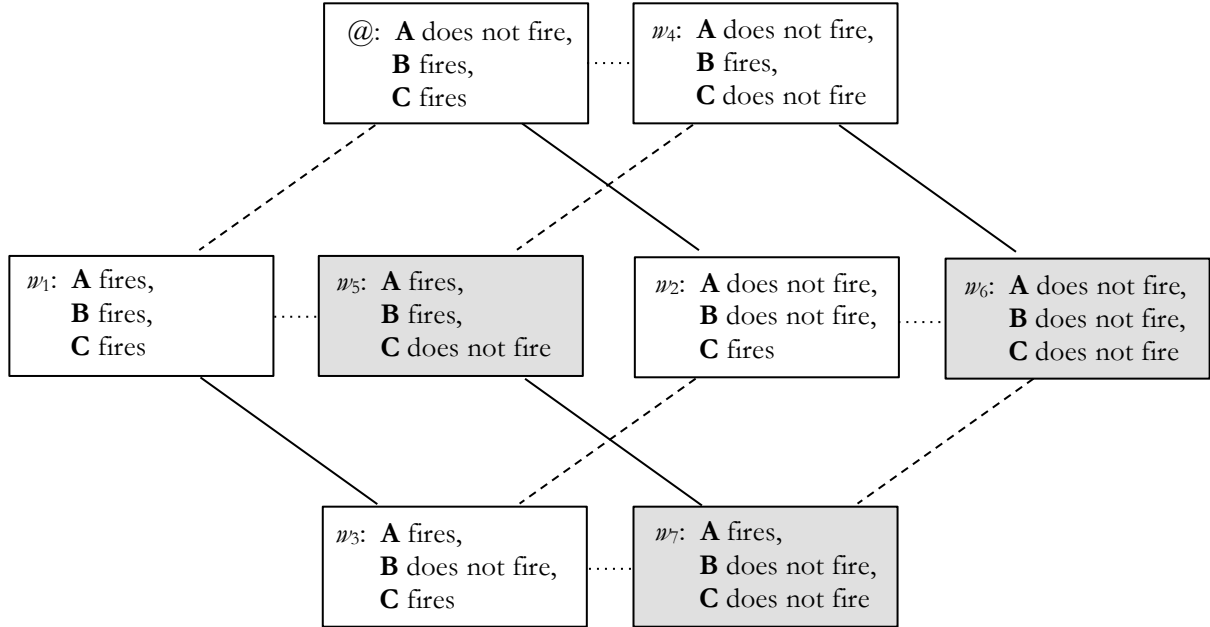 @: A does not fire,
B fires,
C fires
w4: A does not fire,
B fires,
C does not fire
w1: A fires,
B fires,
C fires
w5: A fires,
B fires,
C does not fire
w2: A does not fire,
B does not fire,
C fires
w6: A does not fire,
B does not fire,
C does not fire
w3: A fires,
B does not fire,
C fires
w7: A fires,
B does not fire,
C does not fire